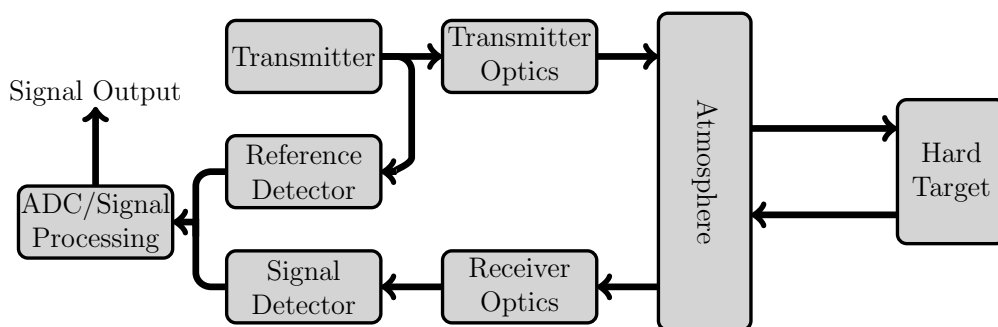 Transmitter
Transmitter
Optics
Signal Output
Reference
Detector
ADC/Signal
Processing
Signal
Detector
Receiver
Optics
Atmosphere
Hard
Target